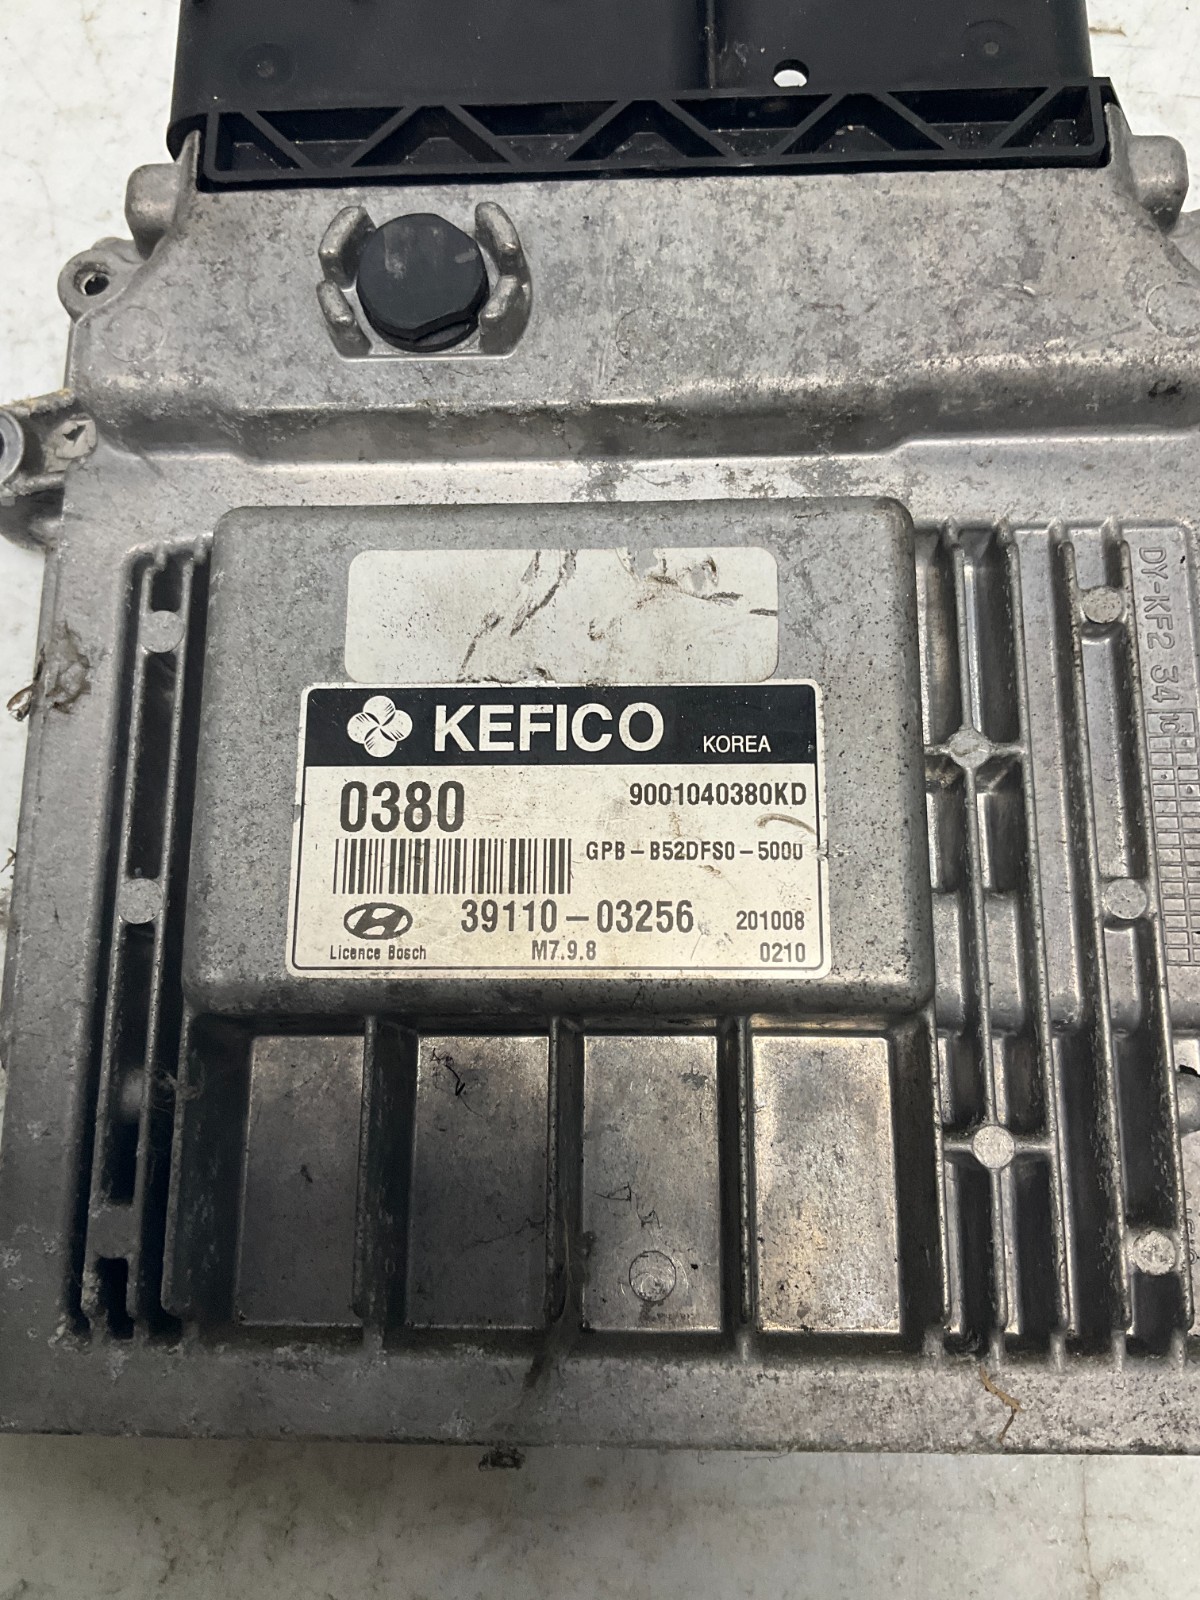 KEFICO KOREA
0380 9001040380KD
GPB-B52DFS0-5000
39110-03256 201008
Licence Bosch M7.9.8 0210
DY-KF2 34